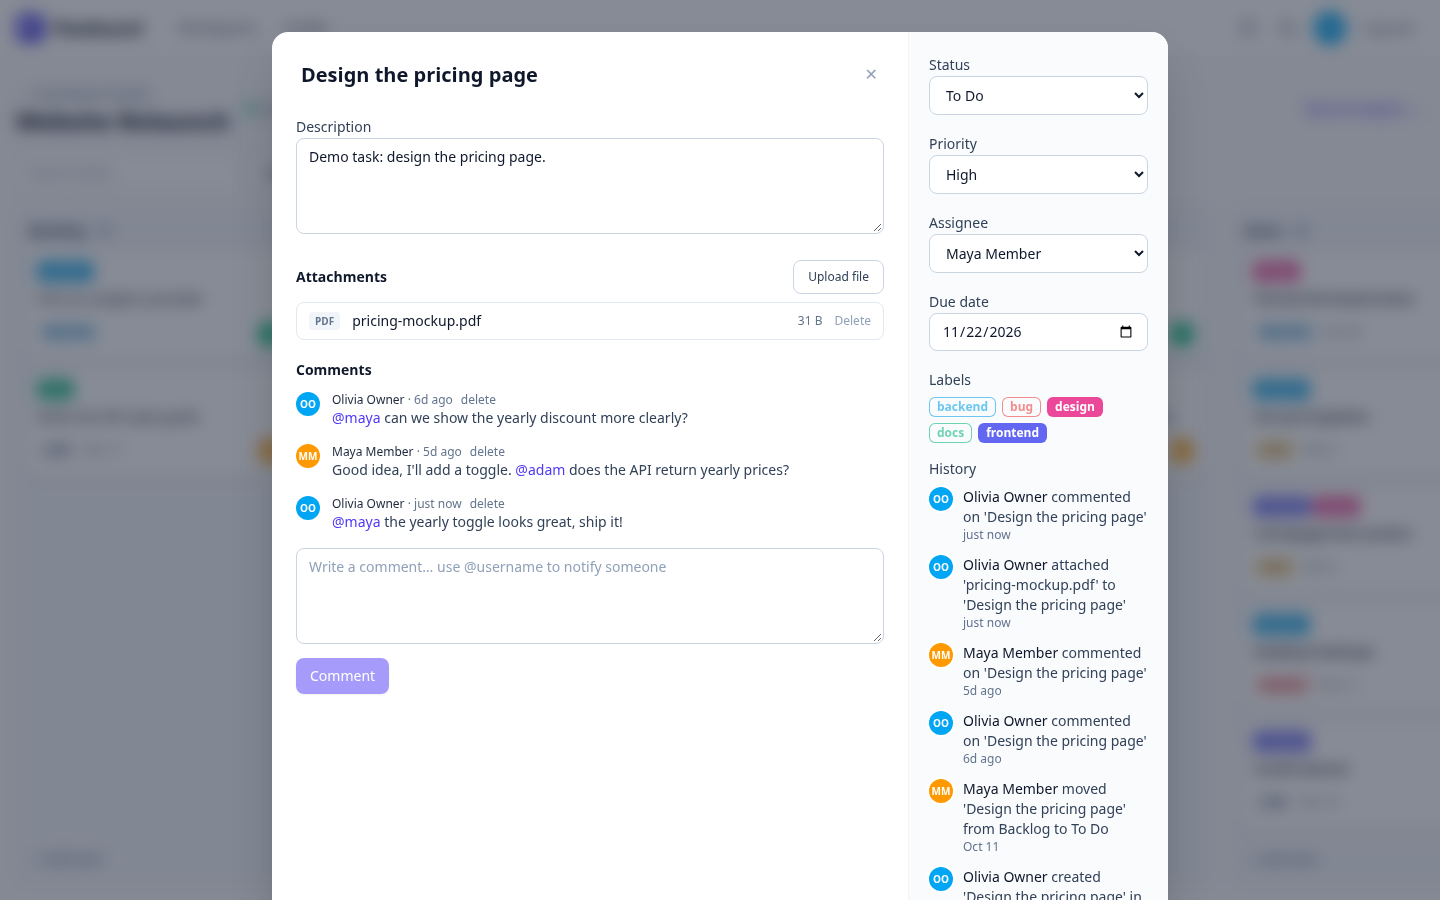 Design the pricing page
×
Description
Demo task: design the pricing page.
Attachments
Upload file
PDF pricing-mockup.pdf 31 B Delete
Comments
OO Olivia Owner · 6d ago delete
@maya can we show the yearly discount more clearly?
MM Maya Member · 5d ago delete
Good idea, I'll add a toggle. @adam does the API return yearly prices?
OO Olivia Owner · just now delete
@maya the yearly toggle looks great, ship it!
Write a comment... use @username to notify someone
Comment
Status
To Do
Priority
High
Assignee
Maya Member
Due date
11/22/2026
Labels
backend bug design
docs frontend
History
OO Olivia Owner commented
on 'Design the pricing page'
just now
OO Olivia Owner attached
'pricing-mockup.pdf' to
'Design the pricing page'
just now
MM Maya Member commented
on 'Design the pricing page'
5d ago
OO Olivia Owner commented
on 'Design the pricing page'
6d ago
MM Maya Member moved
'Design the pricing page'
from Backlog to To Do
Oct 11
OO Olivia Owner created
'Design the pricing page' in